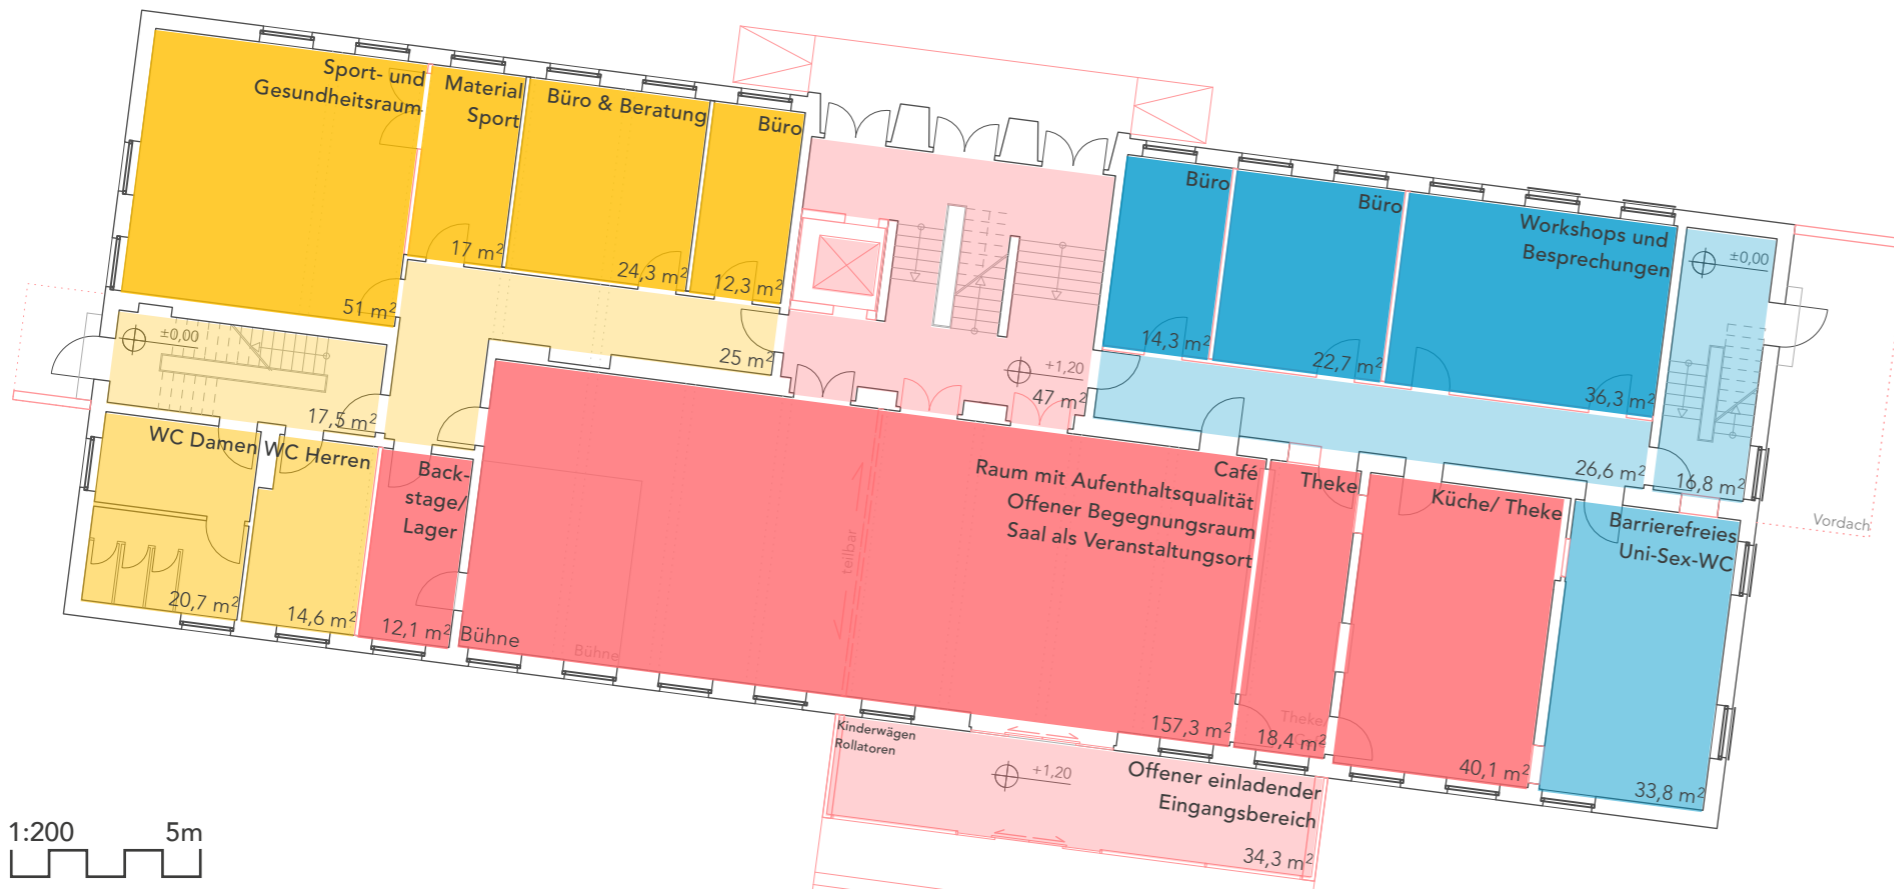 Sport- und
Gesundheitsraum
51 m²
Material
Sport
17 m²
Büro & Beratung
24,3 m²
Büro
12,3 m²
25 m²
±0,00
17,5 m²
WC Damen
20,7 m²
WC Herren
14,6 m²
Back-
stage/
Lager
12,1 m²
+1,20
47 m²
Büro
14,3 m²
Büro
22,7 m²
Workshops und
Besprechungen
36,3 m²
±0,00
16,8 m²
26,6 m²
Vordach
Café
Raum mit Aufenthaltsqualität
Offener Begegnungsraum
Saal als Veranstaltungsort
teilbar
Bühne
Bühne
157,3 m²
Theke
Theke
18,4 m²
Küche/ Theke
40,1 m²
Barrierefreies
Uni-Sex-WC
33,8 m²
Kinderwägen
Rollatoren
+1,20
Offener einladender
Eingangsbereich
34,3 m²
1:200 5m